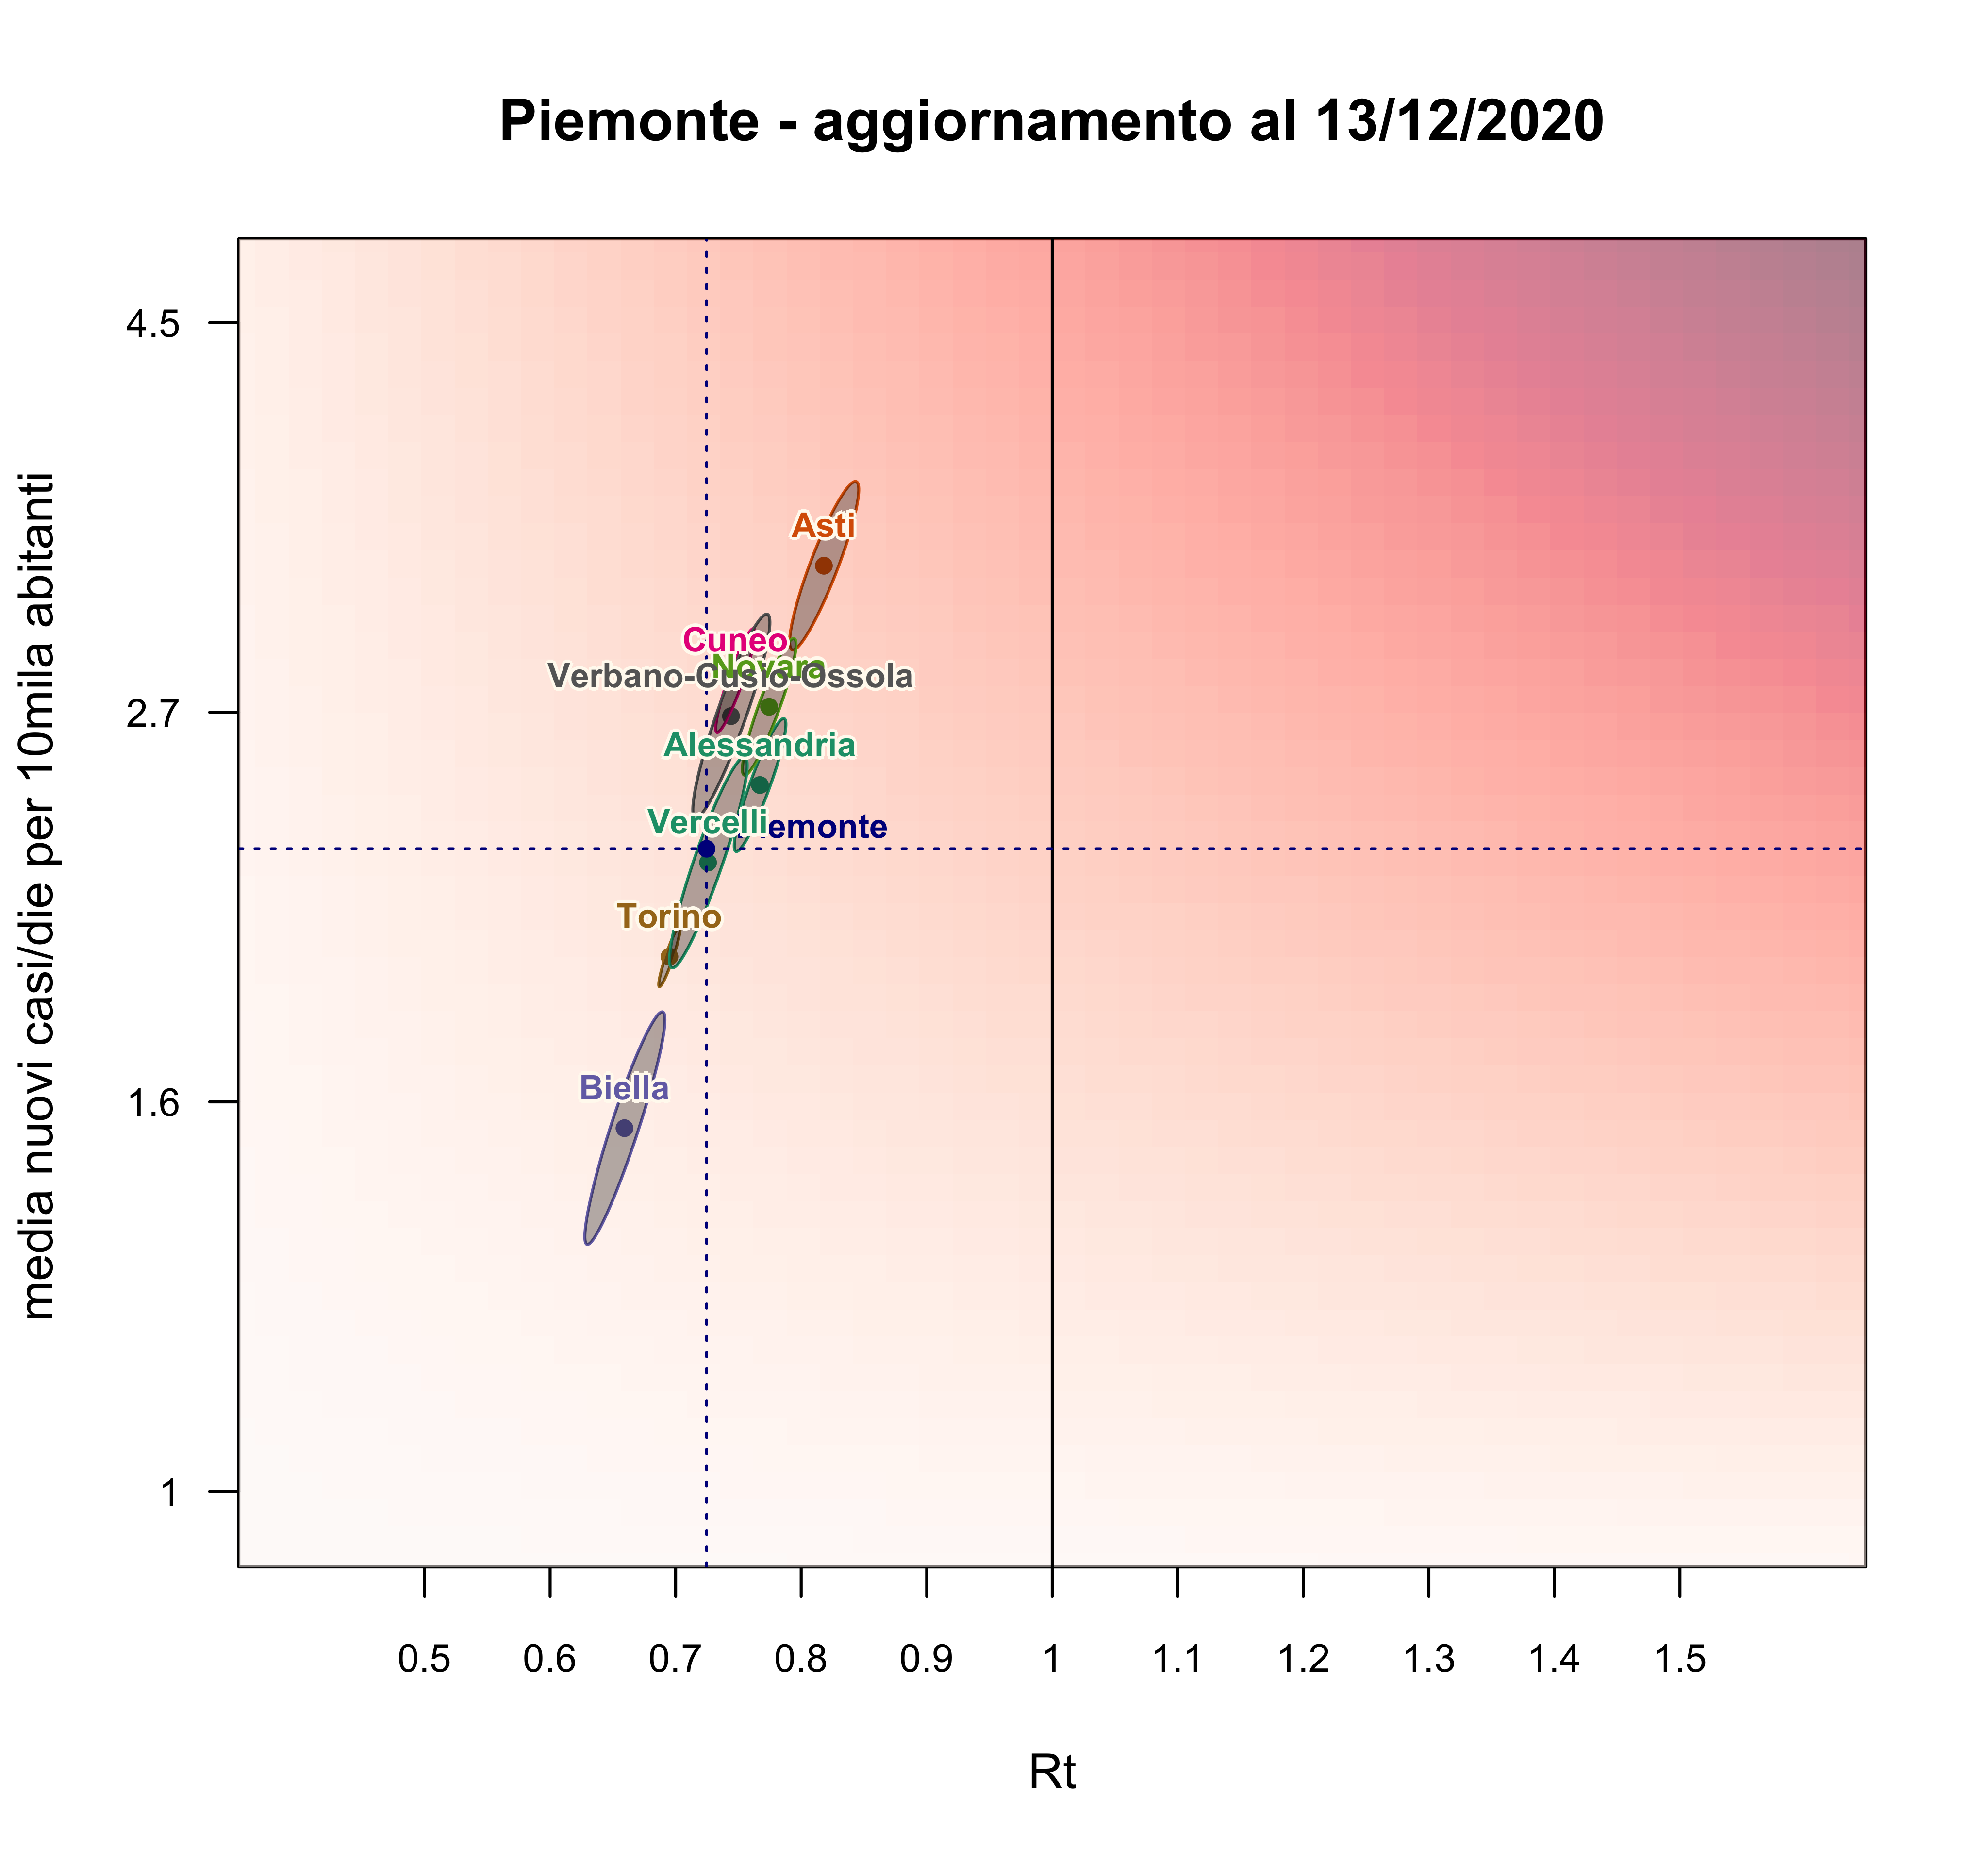 Piemonte - aggiornamento al 13/12/2020
media nuovi casi/die per 10mila abitanti
4.5
2.7
1.6
1
Asti
Cuneo
Novara
Verbano-Cusio-Ossola
Alessandria
Vercelli
emonte
Torino
Biella
0.5 0.6 0.7 0.8 0.9 1 1.1 1.2 1.3 1.4 1.5
Rt